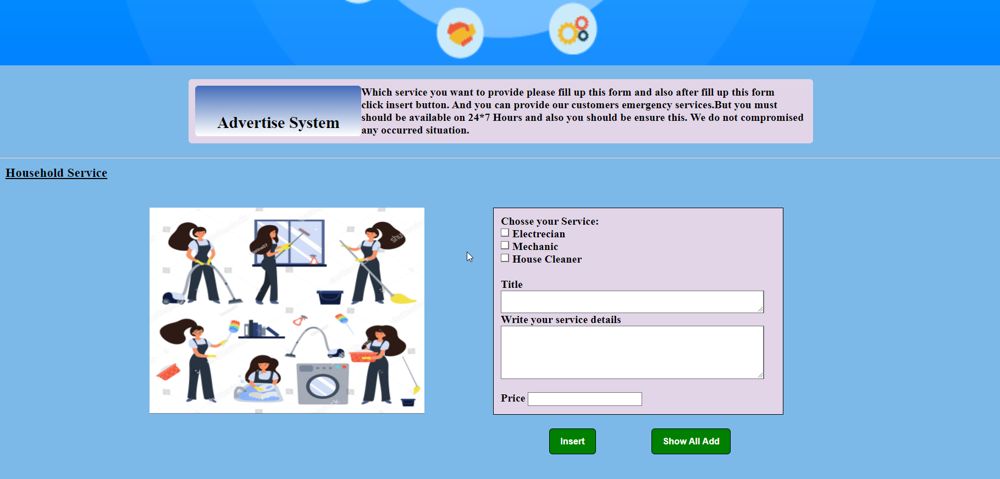 Advertise System
Which service you want to provide please fill up this form and also after fill up this form
click insert button. And you can provide our customers emergency services.But you must
should be available on 24*7 Hours and also you should be ensure this. We do not compromised
any occurred situation.
Household Service
Chosse your Service:
Electrecian
Mechanic
House Cleaner
Title
Write your service details
Price
Insert
Show All Add